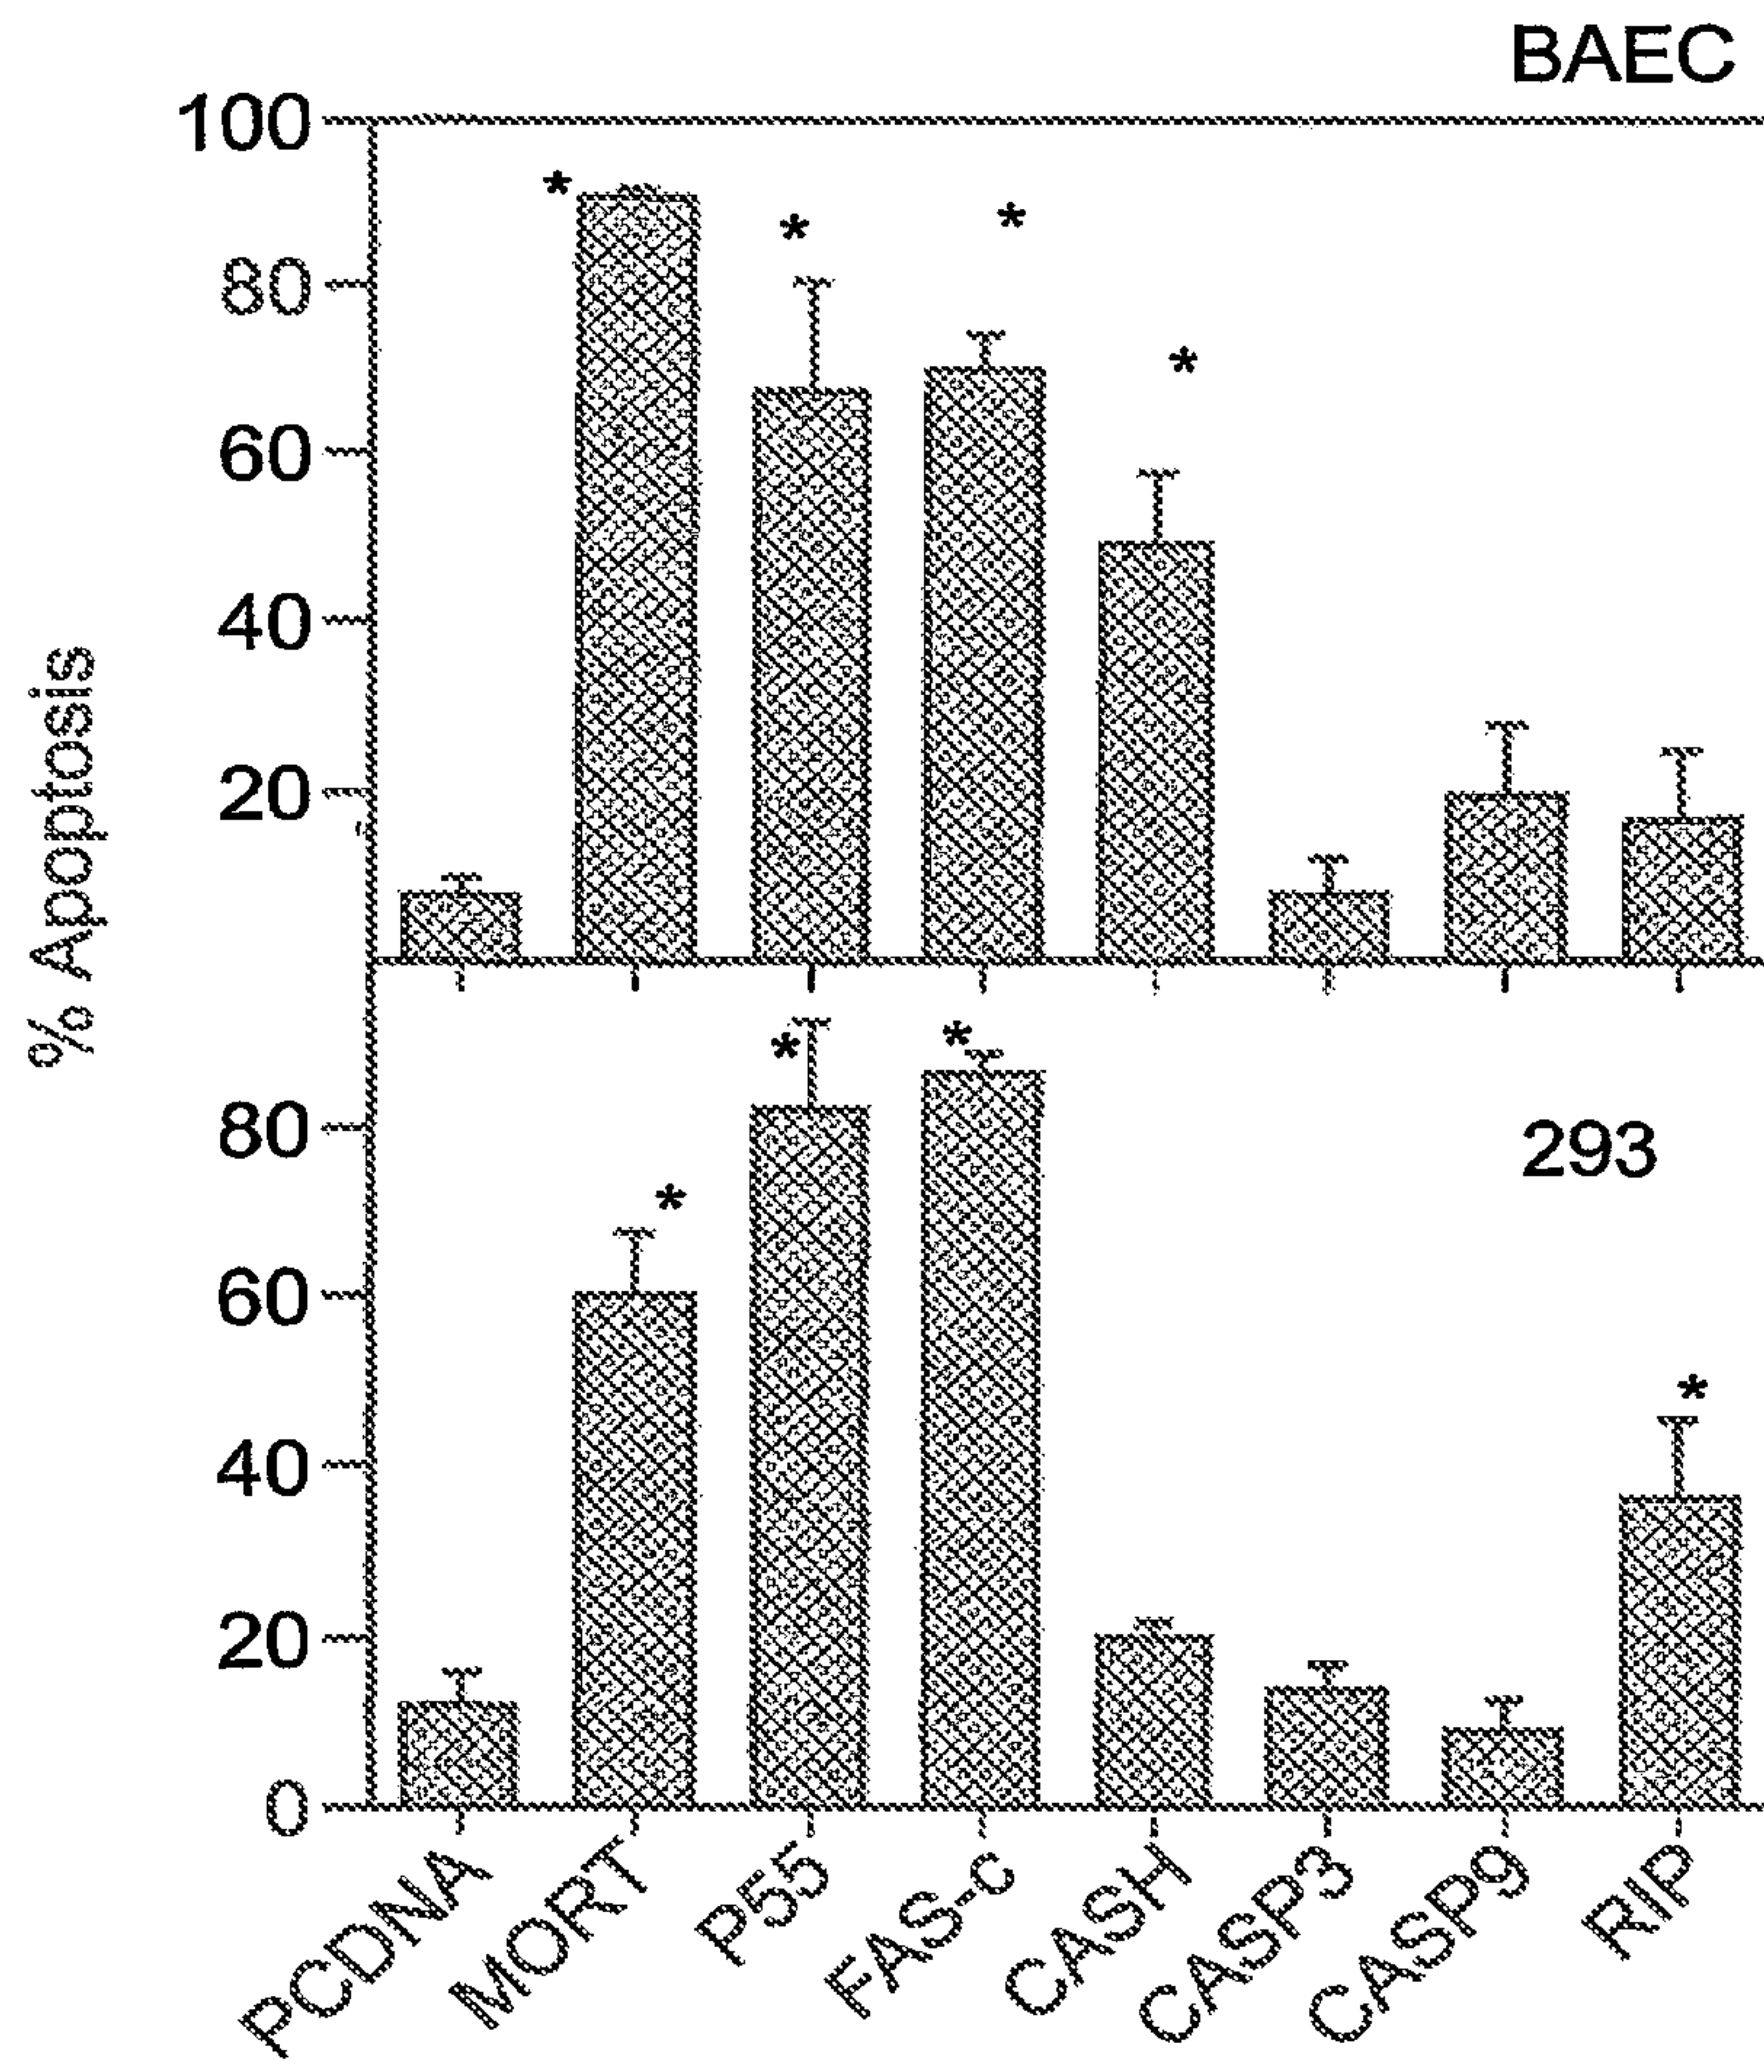 BAEC
100
*
*
*
80
*
60
40
20
% Apoptosis
*
*
80
293
*
60
*
40
20
0
PCDNA
MORT
P55
FAS-c
CASH
CASP3
CASP9
RIP